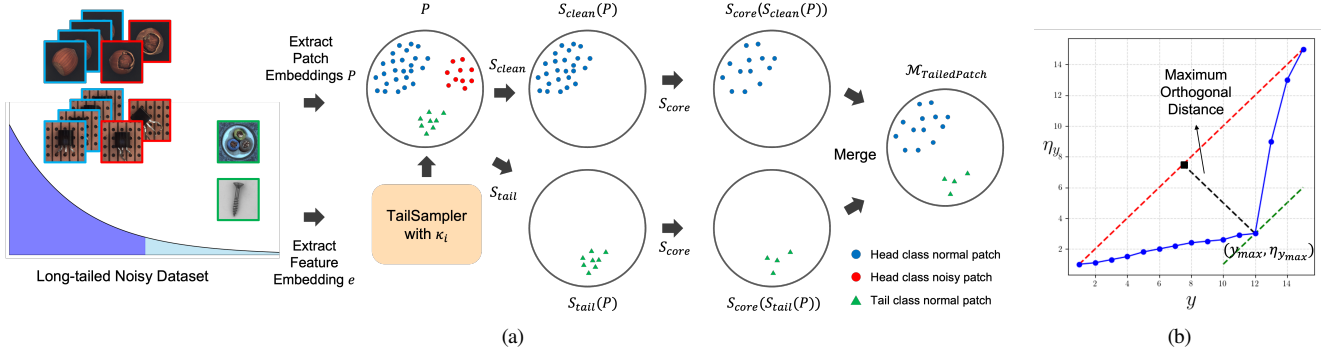 P
S_clean(P)
S_core(S_clean(P))
Extract
Patch
Embeddings P
S_clean
S_core
M_TailedPatch
Merge
S_tail
TailSampler
with κ_i
S_core
Extract
Feature
Embedding e
Long-tailed Noisy Dataset
S_tail(P)
S_core(S_tail(P))
Head class normal patch
Head class noisy patch
Tail class normal patch
(a)
14
12
10
8
6
4
2
η_y
Maximum
Orthogonal
Distance
(y_max, η_y_max)
2 4 6 8 10 12 14
y
(b)